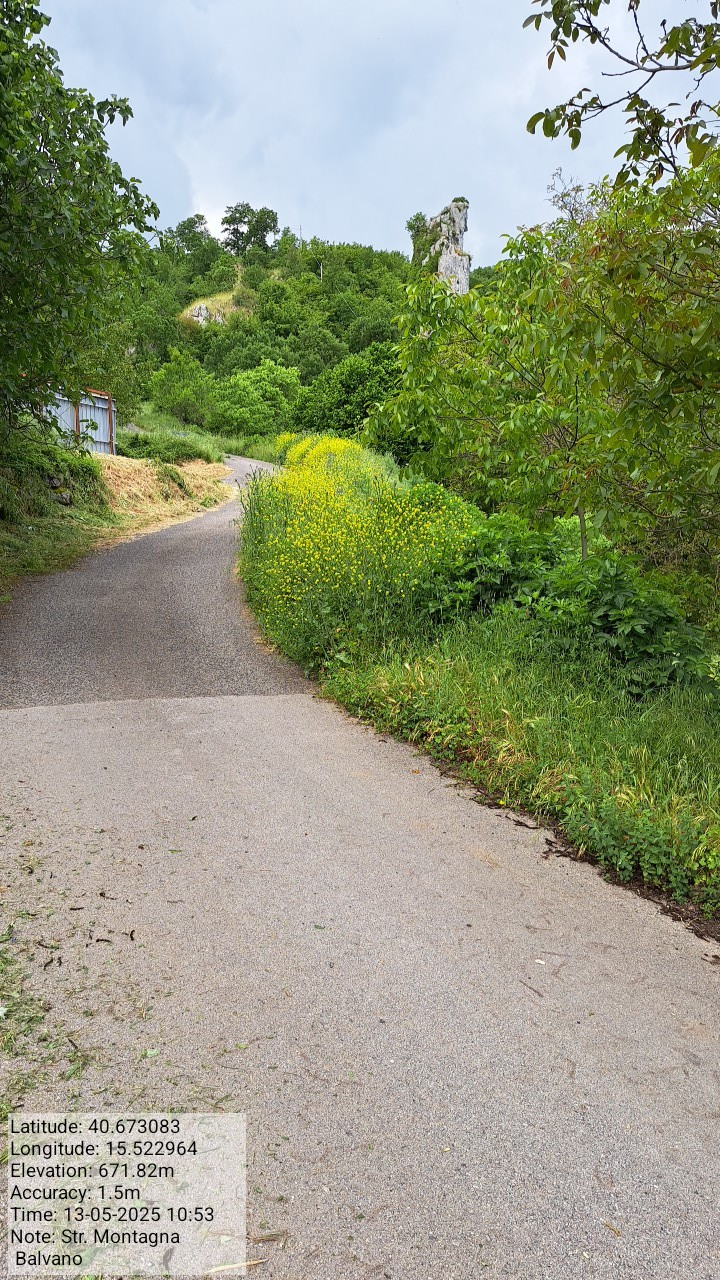 Latitude: 40.673083
Longitude: 15.522964
Elevation: 671.82m
Accuracy: 1.5m
Time: 13-05-2025 10:53
Note: Str. Montagna
Balvano